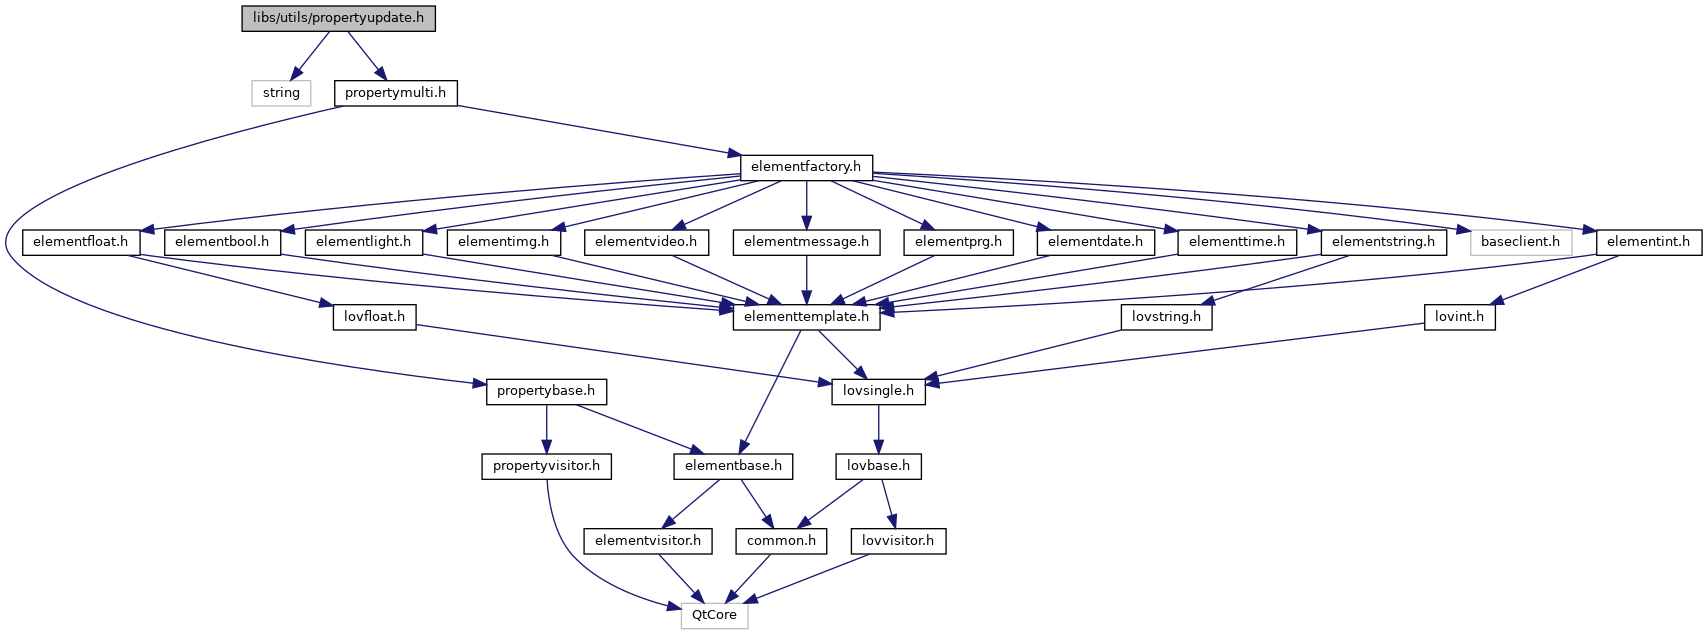 libs/utils/propertyupdate.h
string
propertymulti.h
elementfactory.h
elementfloat.h
elementbool.h
elementlight.h
elementimg.h
elementvideo.h
elementmessage.h
elementprg.h
elementdate.h
elementtime.h
elementstring.h
baseclient.h
elementint.h
lovfloat.h
elementtemplate.h
lovstring.h
lovint.h
propertybase.h
lovsingle.h
propertyvisitor.h
elementbase.h
lovbase.h
elementvisitor.h
common.h
lovvisitor.h
QtCore